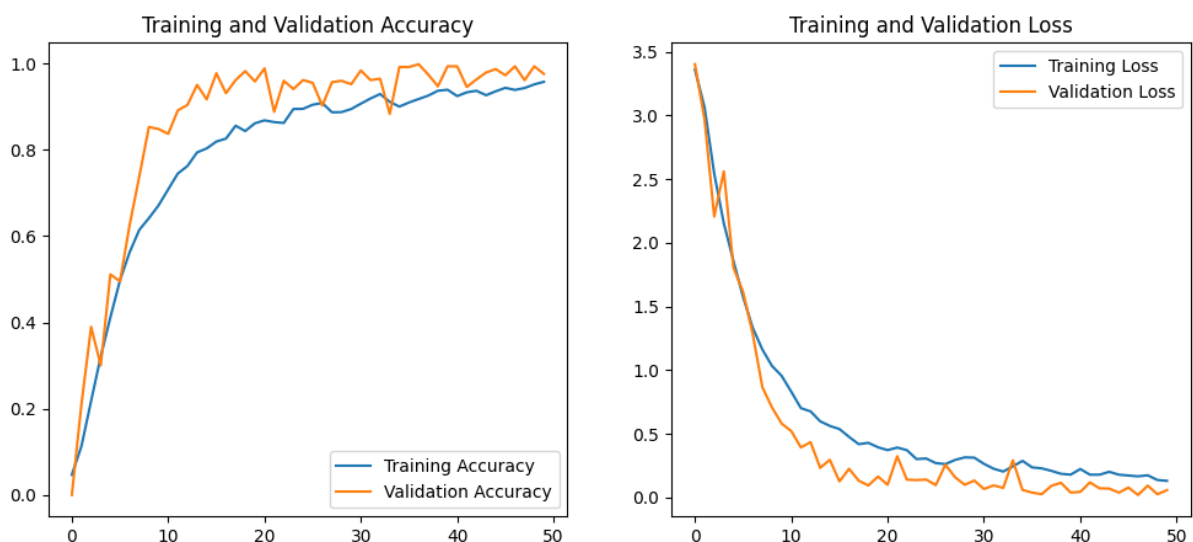 Training and Validation Accuracy
1.0
0.8
0.6
0.4
0.2
0.0
0 10 20 30 40 50
Training Accuracy
Validation Accuracy
Training and Validation Loss
3.5
3.0
2.5
2.0
1.5
1.0
0.5
0.0
0 10 20 30 40 50
Training Loss
Validation Loss